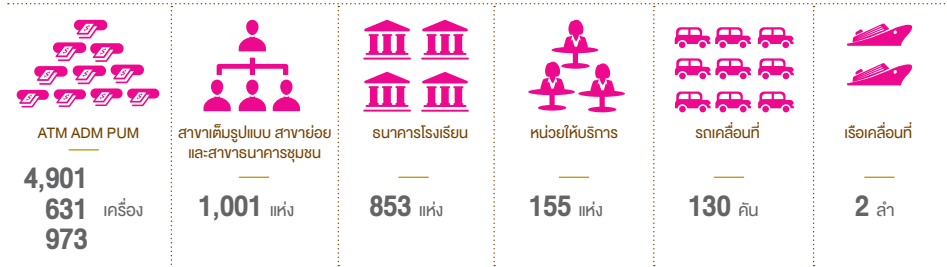 ATM ADM PUM
4,901
631 เครื่อง
973
สาขาเต็มรูปแบบ สาขาย่อย
และสาขาธนาคารชุมชน
1,001 แห่ง
ธนาคารโรงเรียน
853 แห่ง
หน่วยให้บริการ
155 แห่ง
รถเคลื่อนที่
130 คัน
เรือเคลื่อนที่
2 ลำ